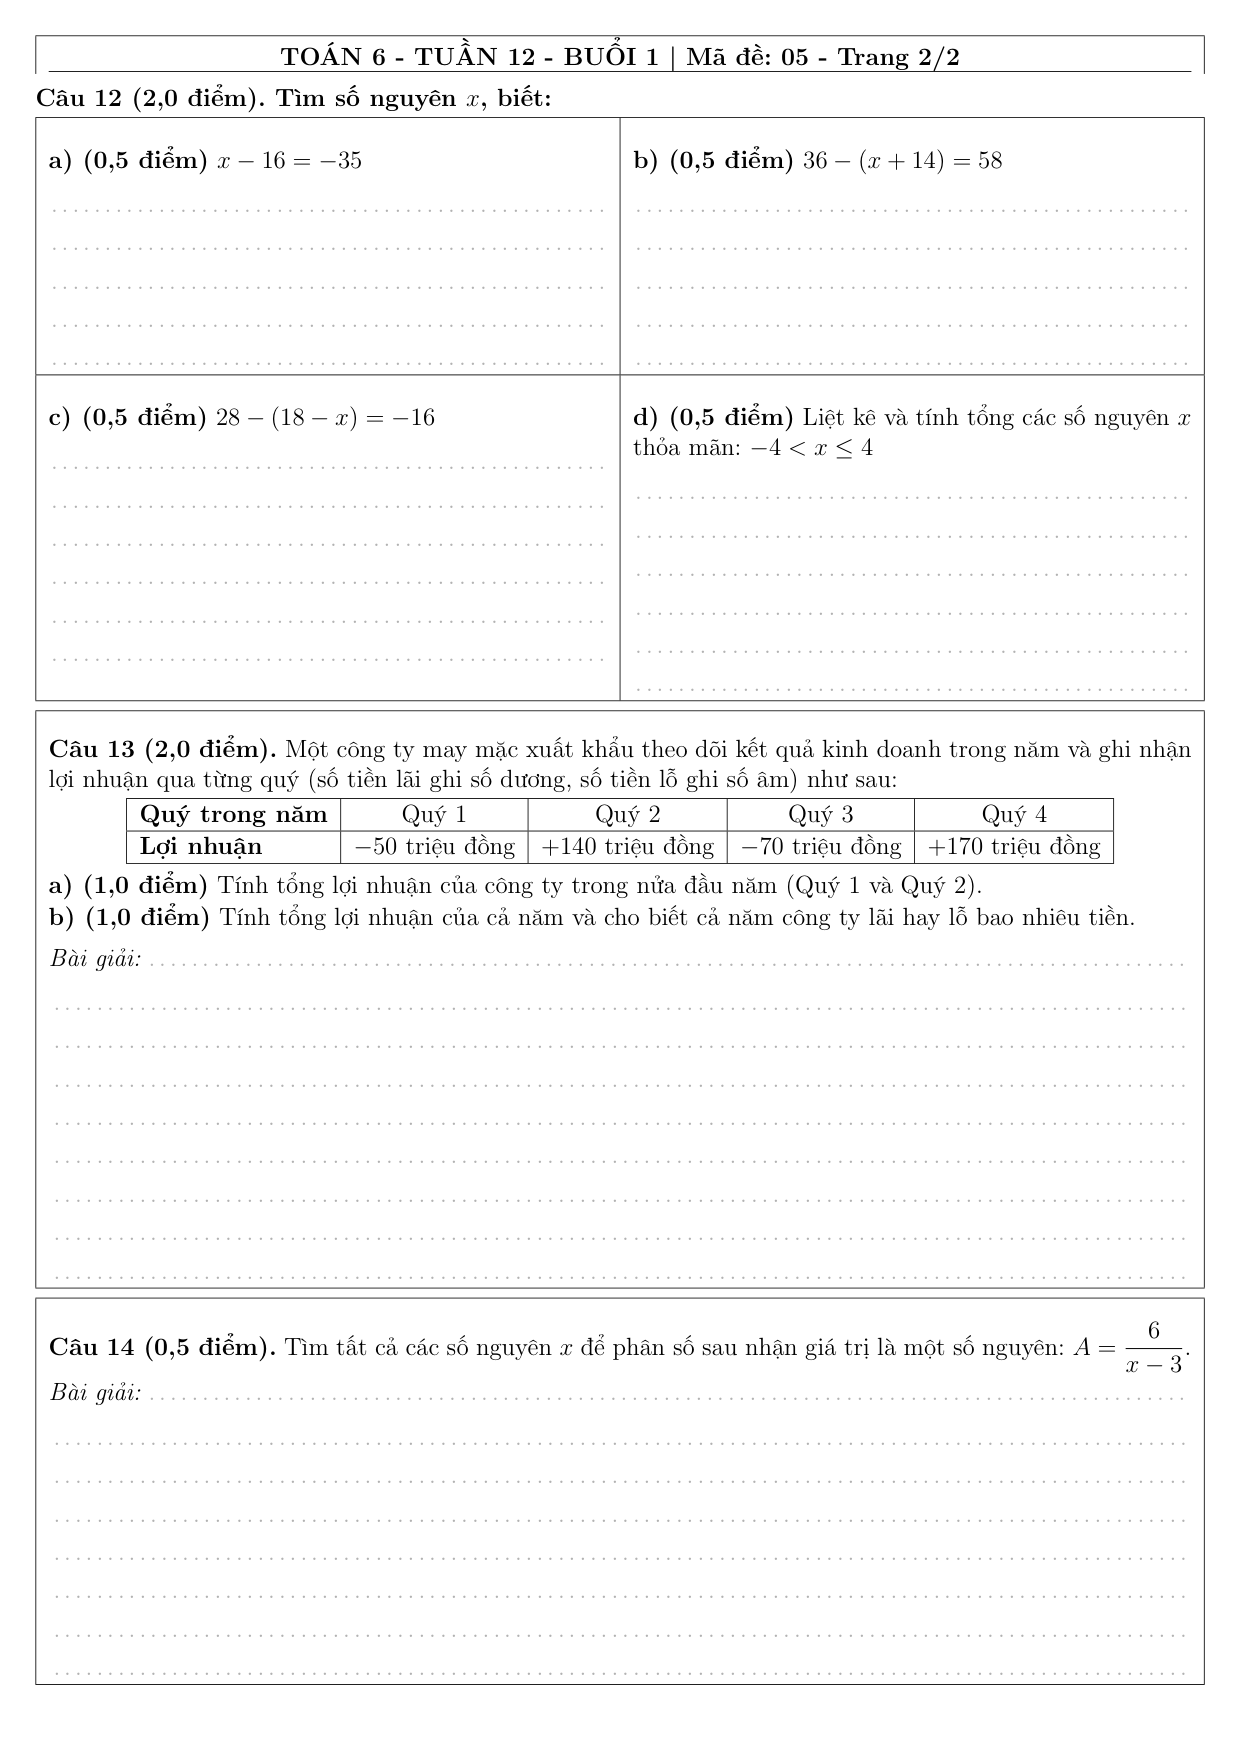 TOÁN 6 - TUẦN 12 - BUỔI 1 | Mã đề: 05 - Trang 2/2
Câu 12 (2,0 điểm). Tìm số nguyên x, biết:
a) (0,5 điểm) x − 16 = −35
b) (0,5 điểm) 36 − (x + 14) = 58
c) (0,5 điểm) 28 − (18 − x) = −16
d) (0,5 điểm) Liệt kê và tính tổng các số nguyên x
thỏa mãn: −4 < x ≤ 4
Câu 13 (2,0 điểm). Một công ty may mặc xuất khẩu theo dõi kết quả kinh doanh trong năm và ghi nhận
lợi nhuận qua từng quý (số tiền lãi ghi số dương, số tiền lỗ ghi số âm) như sau:
Quý trong năm Quý 1 Quý 2 Quý 3 Quý 4
Lợi nhuận −50 triệu đồng +140 triệu đồng −70 triệu đồng +170 triệu đồng
a) (1,0 điểm) Tính tổng lợi nhuận của công ty trong nửa đầu năm (Quý 1 và Quý 2).
b) (1,0 điểm) Tính tổng lợi nhuận của cả năm và cho biết cả năm công ty lãi hay lỗ bao nhiêu tiền.
Bài giải:
Câu 14 (0,5 điểm). Tìm tất cả các số nguyên x để phân số sau nhận giá trị là một số nguyên: A = 6/(x − 3).
Bài giải: